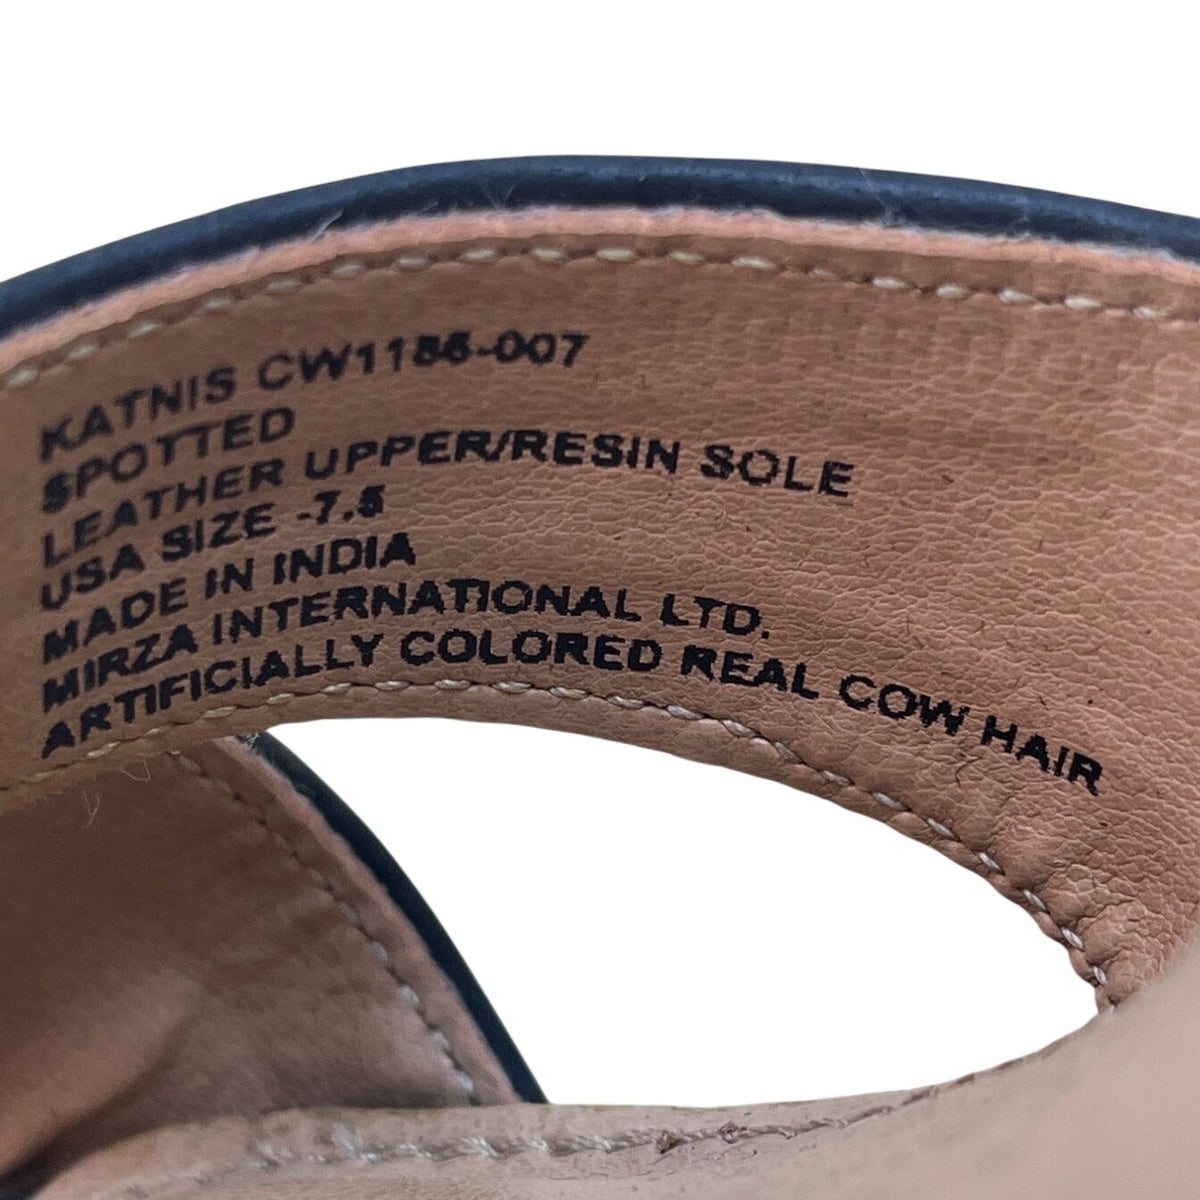 KATNIS CW1186-007
SPOTTED
LEATHER UPPER/RESIN SOLE
USA SIZE -7.5
MADE IN INDIA
MIRZA INTERNATIONAL LTD.
ARTIFICIALLY COLORED REAL COW HAIR